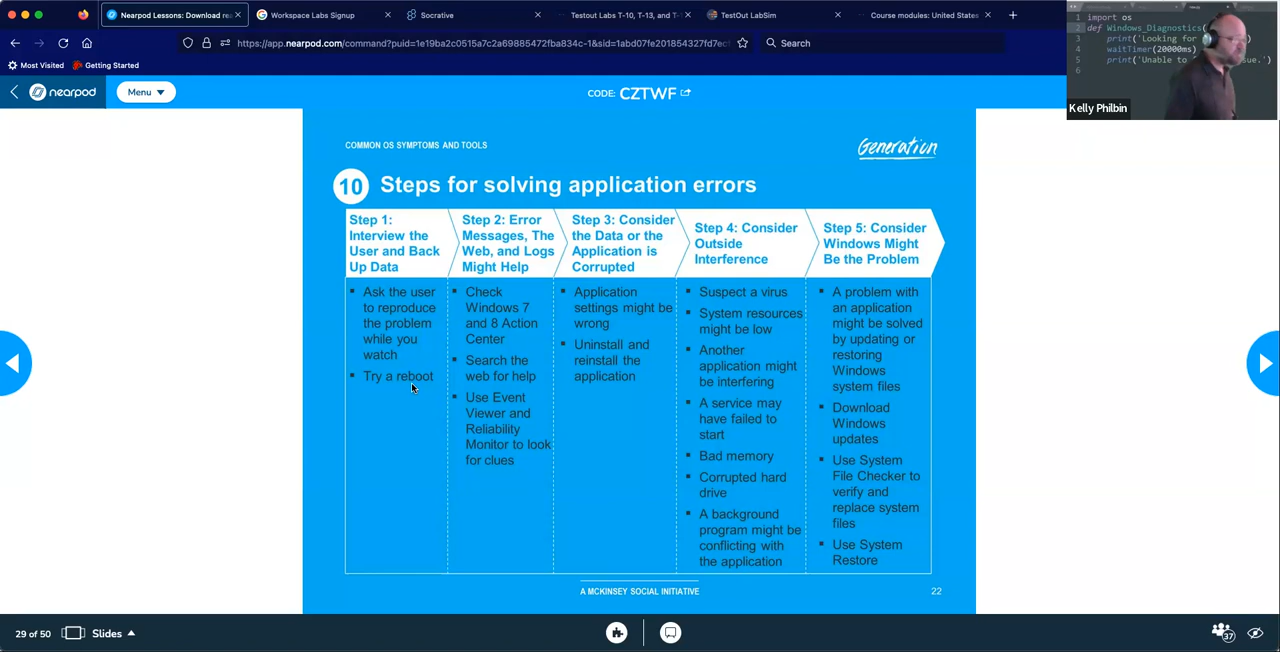 Nearpod Lessons: Download rea
Workspace Labs Signup
Socrative
Testout Labs T-10, T-13, and T-
TestOut LabSim
Course modules: United States
https://app.nearpod.com/command?puid=1e19ba2c0515a7c2a69885472fba834c-1&sid=1abd07fe201854327fd7ec
Search
Most Visited
Getting Started
nearpod
Menu
CODE: CZTWF
import os
def Windows_Diagnostics(
print('Looking for
waitTimer(20000ms)
print('Unable to
sue.')
Kelly Philbin
COMMON OS SYMPTOMS AND TOOLS
Generation
10 Steps for solving application errors
Step 1:
Interview the
User and Back
Up Data
▪ Ask the user
to reproduce
the problem
while you
watch
▪ Try a reboot
Step 2: Error
Messages, The
Web, and Logs
Might Help
▪ Check
Windows 7
and 8 Action
Center
▪ Search the
web for help
▪ Use Event
Viewer and
Reliability
Monitor to look
for clues
Step 3: Consider
the Data or the
Application is
Corrupted
▪ Application
settings might be
wrong
▪ Uninstall and
reinstall the
application
Step 4: Consider
Outside
Interference
▪ Suspect a virus
▪ System resources
might be low
▪ Another
application might
be interfering
▪ A service may
have failed to
start
▪ Bad memory
▪ Corrupted hard
drive
▪ A background
program might be
conflicting with
the application
Step 5: Consider
Windows Might
Be the Problem
▪ A problem with
an application
might be solved
by updating or
restoring
Windows
system files
▪ Download
Windows
updates
▪ Use System
File Checker to
verify and
replace system
files
▪ Use System
Restore
A MCKINSEY SOCIAL INITIATIVE
22
29 of 50
Slides
37